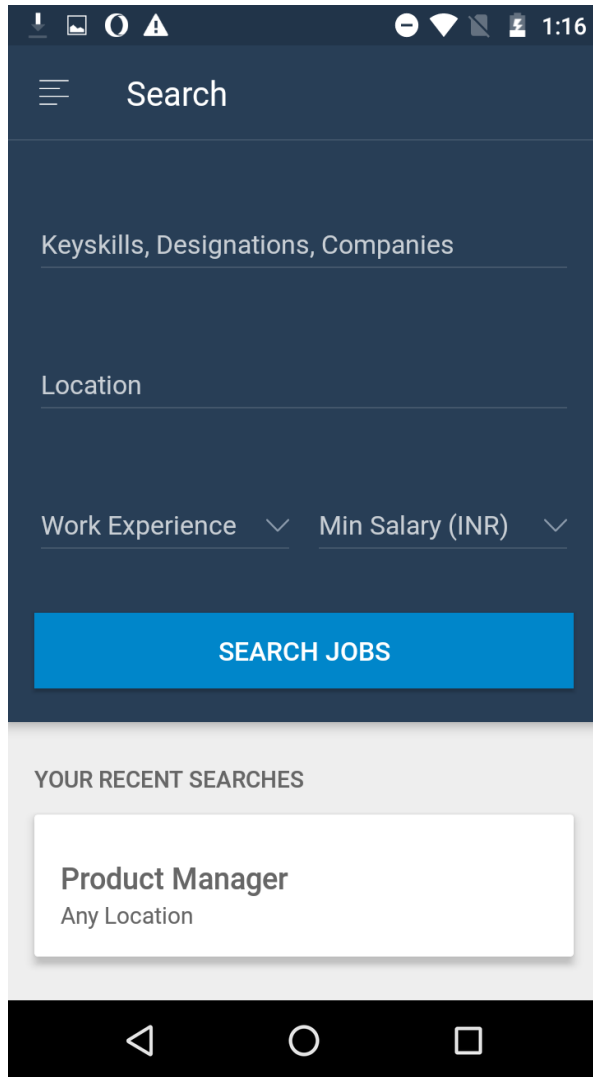 1:16
Search
Keyskills, Designations, Companies
Location
Work Experience Min Salary (INR)
SEARCH JOBS
YOUR RECENT SEARCHES
Product Manager
Any Location